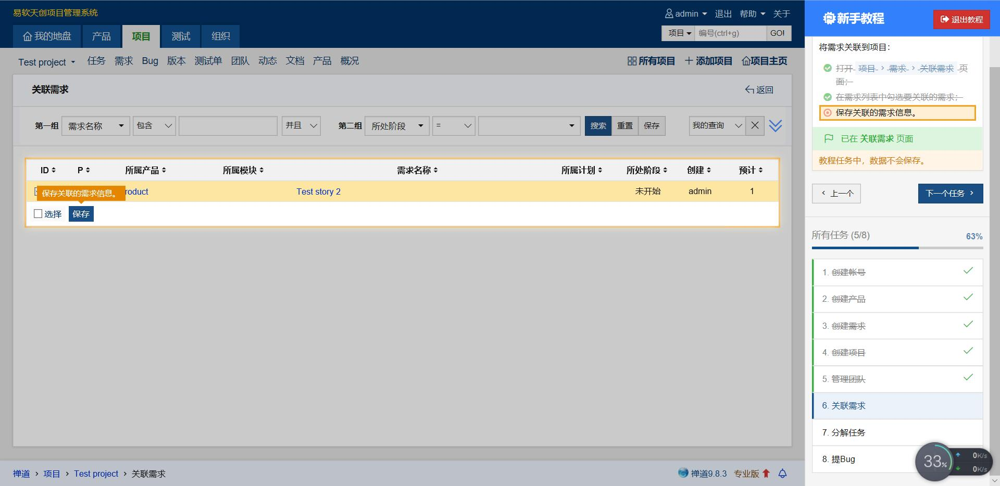 易软天创项目管理系统
admin 退出 帮助 关于
我的地盘 产品 项目 测试 组织
项目 编号(ctrl+g) GO!
Test project 任务 需求 Bug 版本 测试单 团队 动态 文档 产品 概况
所有项目 添加项目 项目主页
关联需求
返回
第一组 需求名称 包含 并且 第二组 所处阶段 = 搜索 重置 保存 我的查询
ID P 所属产品 所属模块 需求名称 所属计划 所处阶段 创建 预计
保存关联的需求信息。
roduct Test story 2 未开始 admin 1
选择 保存
禅道 › 项目 › Test project › 关联需求
禅道9.8.3 专业版
新手教程
退出教程
将需求关联到项目：
打开 项目 › 需求 › 关联需求 页
面；
在需求列表中勾选要关联的需求；
保存关联的需求信息。
已在 关联需求 页面
教程任务中，数据不会保存。
‹ 上一个
下一个任务 ›
所有任务 (5/8)
63%
1. 创建帐号
2. 创建产品
3. 创建需求
4. 创建项目
5. 管理团队
6. 关联需求
7. 分解任务
8. 提Bug
33%
0K/s
0K/s